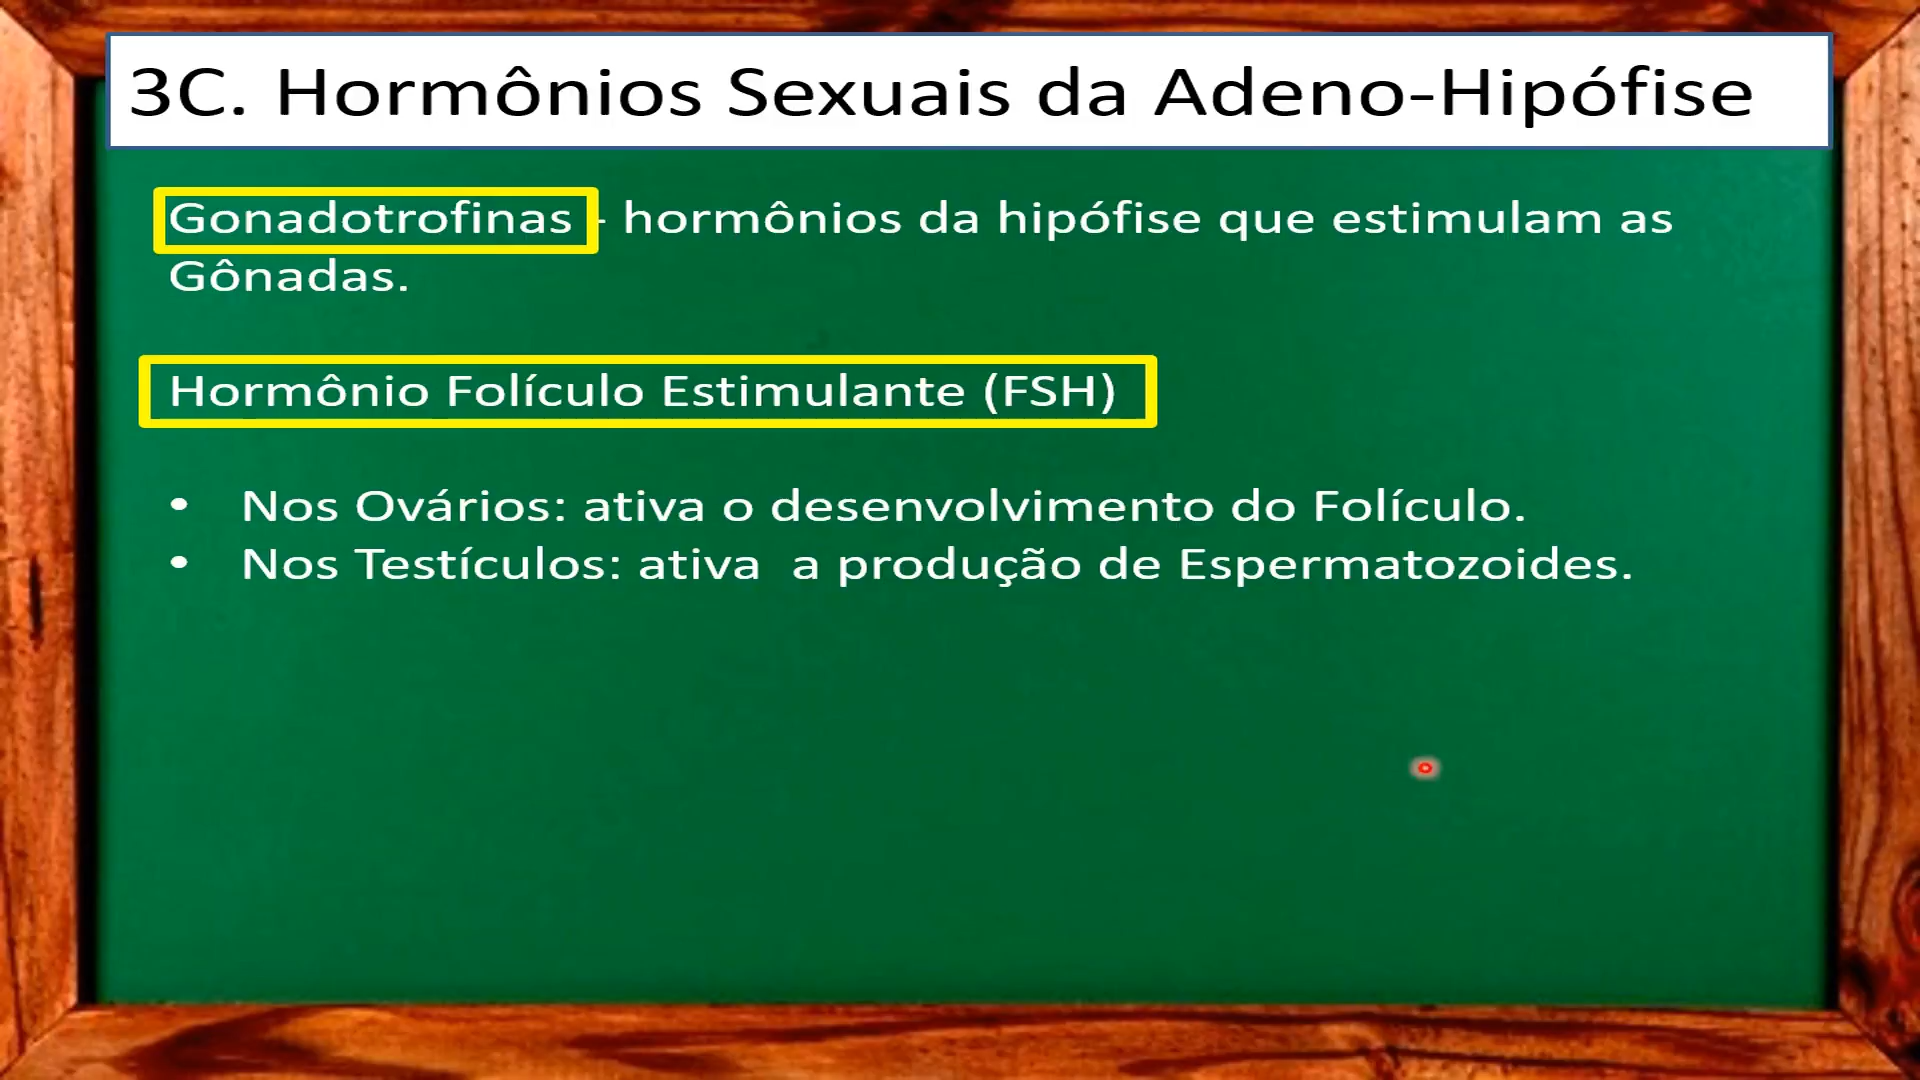 3C. Hormônios Sexuais da Adeno-Hipófise
Gonadotrofinas - hormônios da hipófise que estimulam as
Gônadas.
Hormônio Folículo Estimulante (FSH)
• Nos Ovários: ativa o desenvolvimento do Folículo.
• Nos Testículos: ativa  a produção de Espermatozoides.